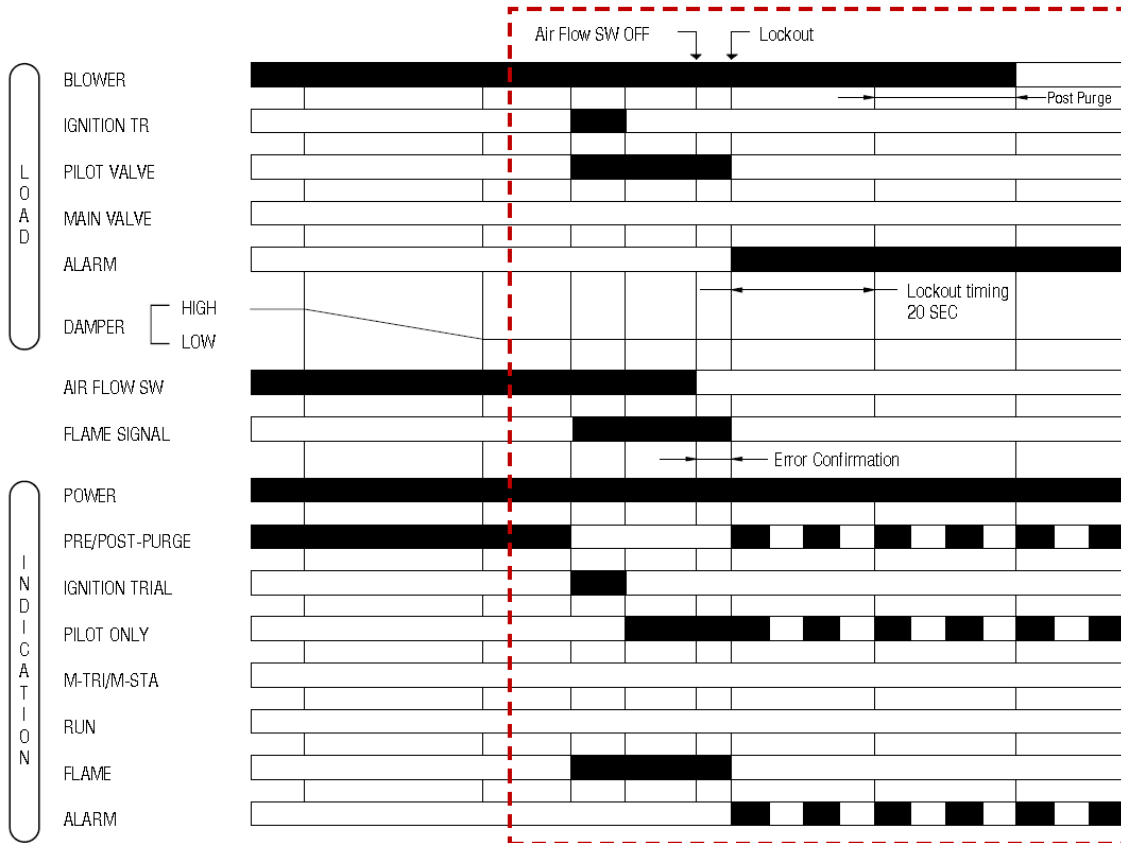 Air Flow SW OFF
Lockout
LOAD
BLOWER
Post Purge
IGNITION TR
PILOT VALVE
MAIN VALVE
ALARM
Lockout timing
20 SEC
DAMPER
HIGH
LOW
AIR FLOW SW
FLAME SIGNAL
Error Confirmation
INDICATION
POWER
PRE/POST-PURGE
IGNITION TRIAL
PILOT ONLY
M-TRI/M-STA
RUN
FLAME
ALARM